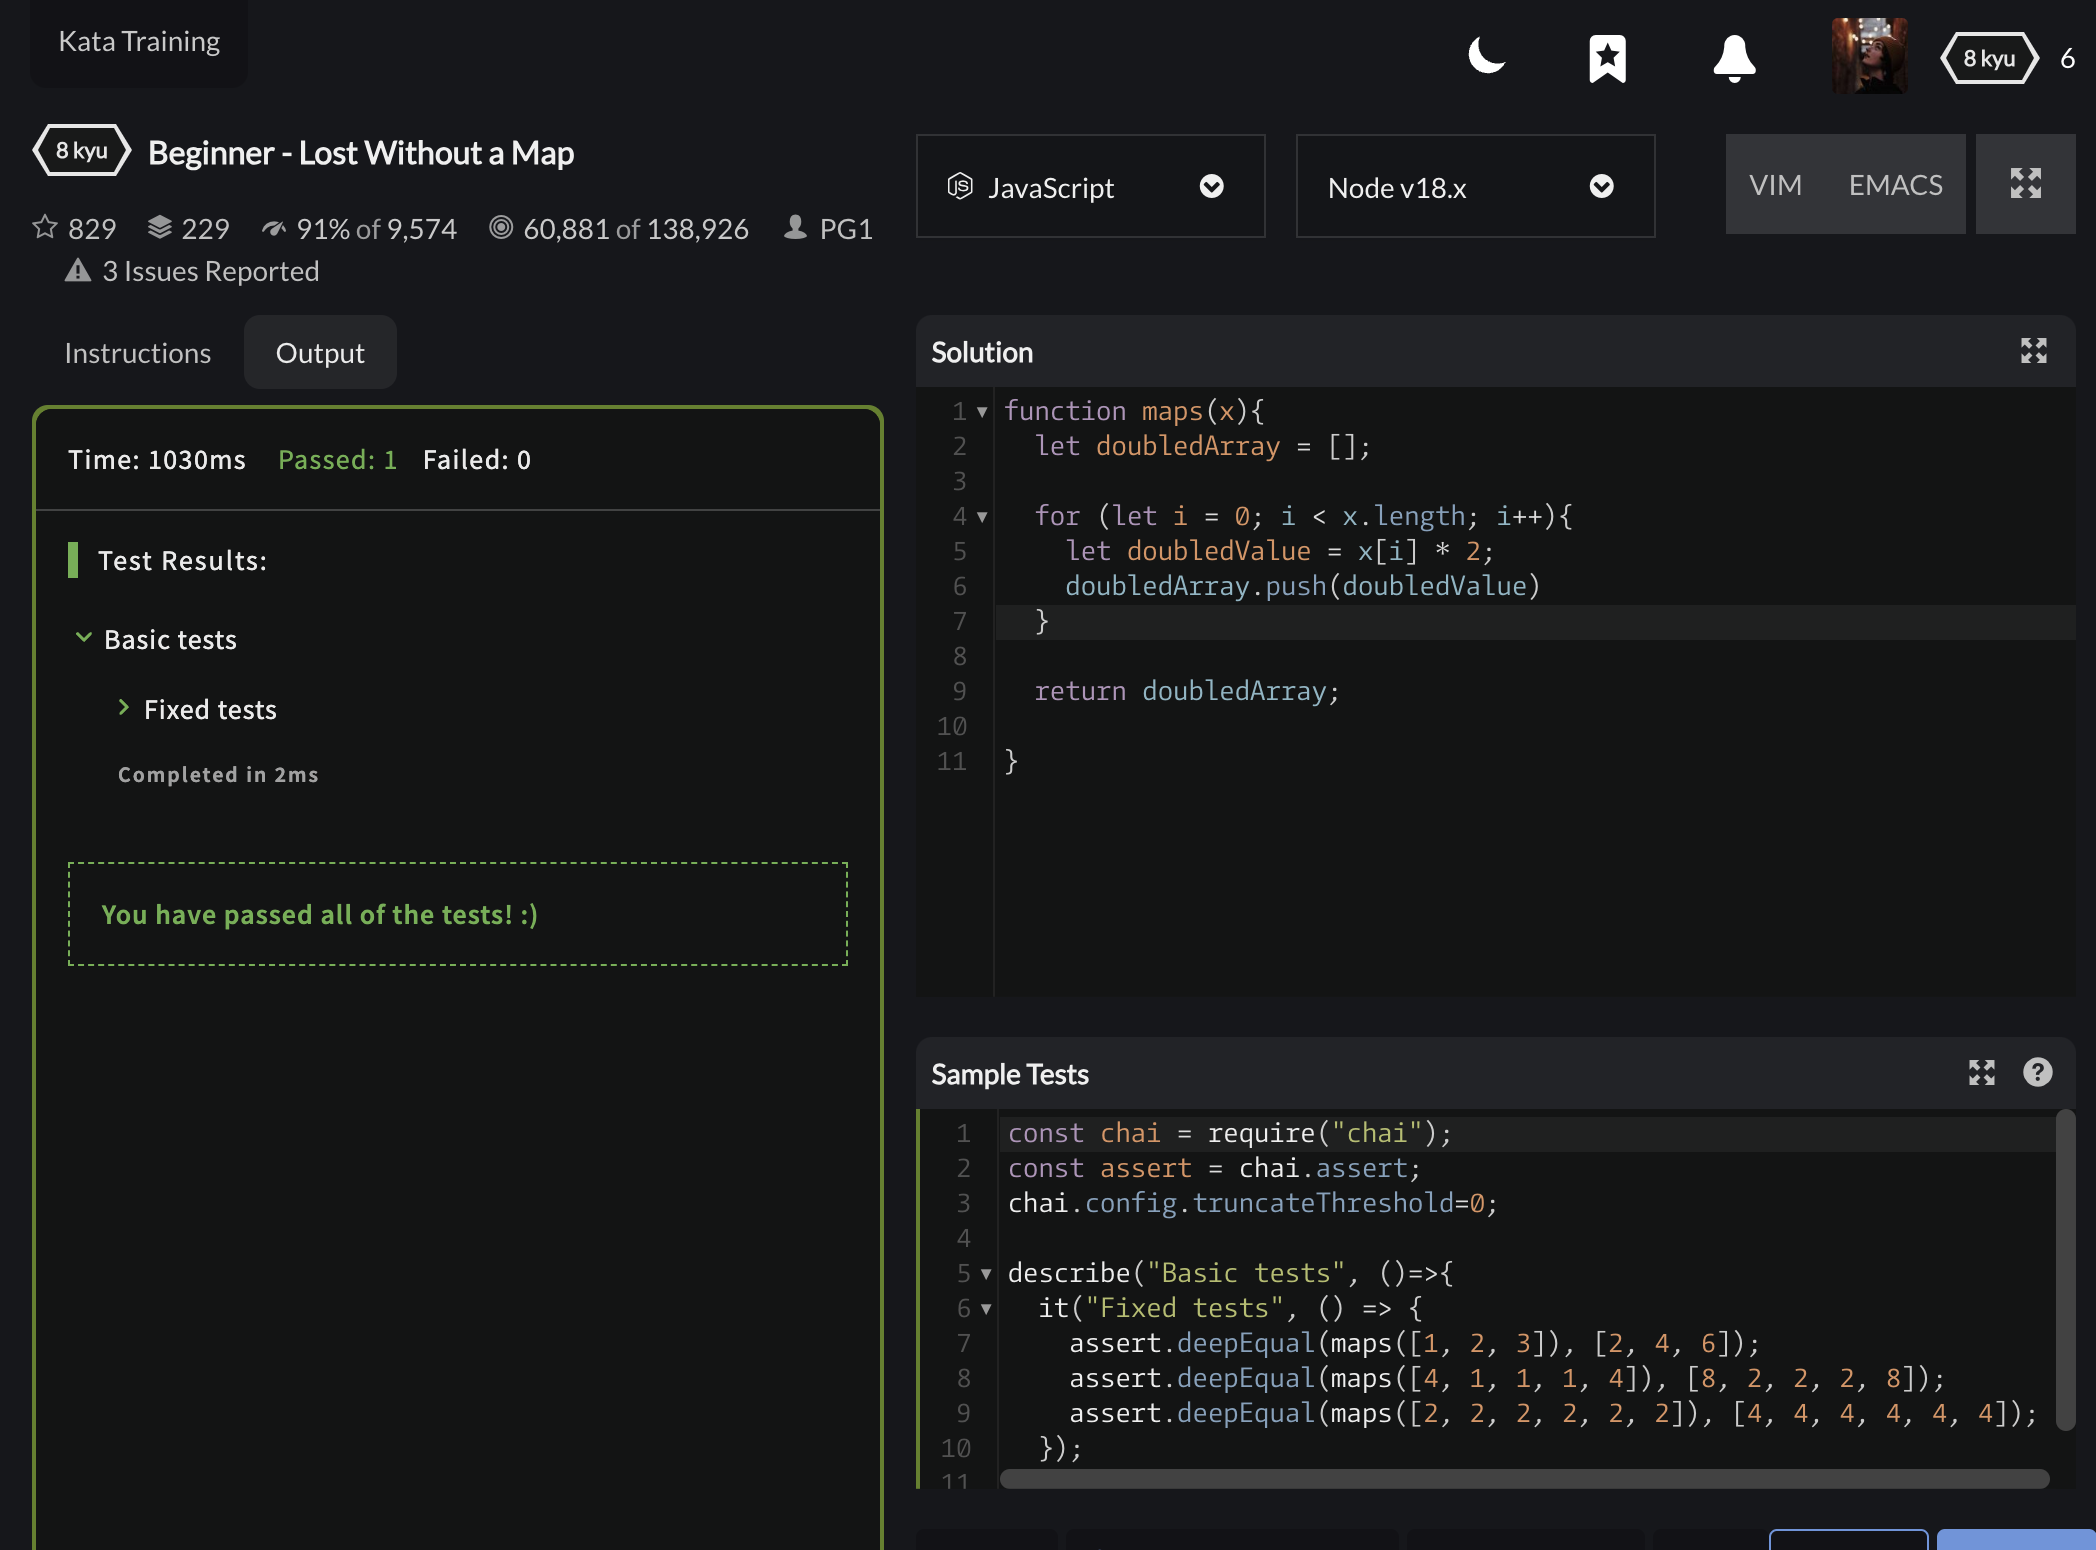 Kata Training
8 kyu 6
8 kyu Beginner - Lost Without a Map
829 229 91% of 9,574 60,881 of 138,926 PG1
3 Issues Reported
JavaScript
Node v18.x
VIM EMACS
Instructions Output
Time: 1030ms Passed: 1 Failed: 0
Test Results:
Basic tests
Fixed tests
Completed in 2ms
You have passed all of the tests! :)
Solution
1 function maps(x){
2 let doubledArray = [];
3
4 for (let i = 0; i < x.length; i++){
5 let doubledValue = x[i] * 2;
6 doubledArray.push(doubledValue)
7 }
8
9 return doubledArray;
10
11 }
Sample Tests
1 const chai = require("chai");
2 const assert = chai.assert;
3 chai.config.truncateThreshold=0;
4
5 describe("Basic tests", ()=>{
6 it("Fixed tests", () => {
7 assert.deepEqual(maps([1, 2, 3]), [2, 4, 6]);
8 assert.deepEqual(maps([4, 1, 1, 1, 4]), [8, 2, 2, 2, 8]);
9 assert.deepEqual(maps([2, 2, 2, 2, 2, 2]), [4, 4, 4, 4, 4, 4]);
10 });
11